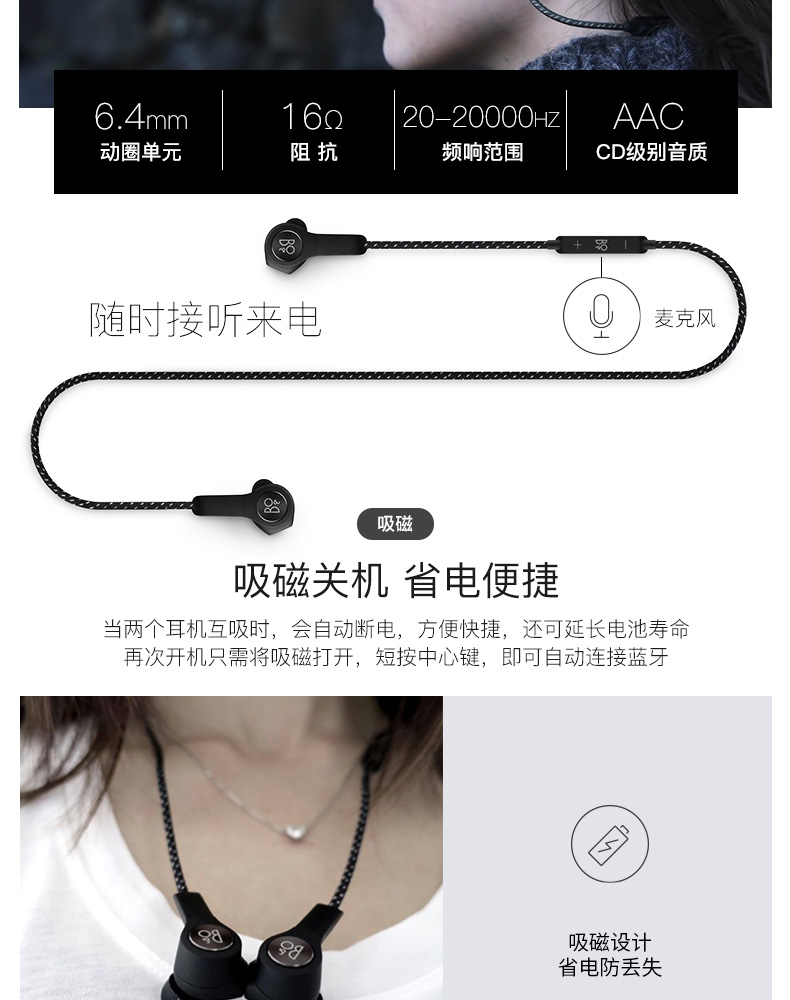 6.4mm 16Ω 20-20000HZ AAC
动圈单元 阻 抗 频响范围 CD级别音质
+ B&O −
随时接听来电
麦克风
吸磁
吸磁关机 省电便捷
当两个耳机互吸时，会自动断电，方便快捷，还可延长电池寿命
再次开机只需将吸磁打开，短按中心键，即可自动连接蓝牙
吸磁设计
省电防丢失